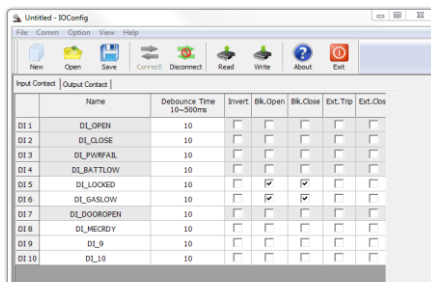 Untitled - IOConfig
File Comm Option View Help
New Open Save Connect Disconnect Read Write About Exit
Input Contact Output Contact
Name Debounce Time 10~500ms Invert Blk.Open Blk.Close Ext.Trip Ext.Clos
DI 1 DI_OPEN 10
DI 2 DI_CLOSE 10
DI 3 DI_PWRFAIL 10
DI 4 DI_BATTLOW 10
DI 5 DI_LOCKED 10
DI 6 DI_GASLOW 10
DI 7 DI_DOOROPEN 10
DI 8 DI_MECRDY 10
DI 9 DI_9 10
DI 10 DI_10 10